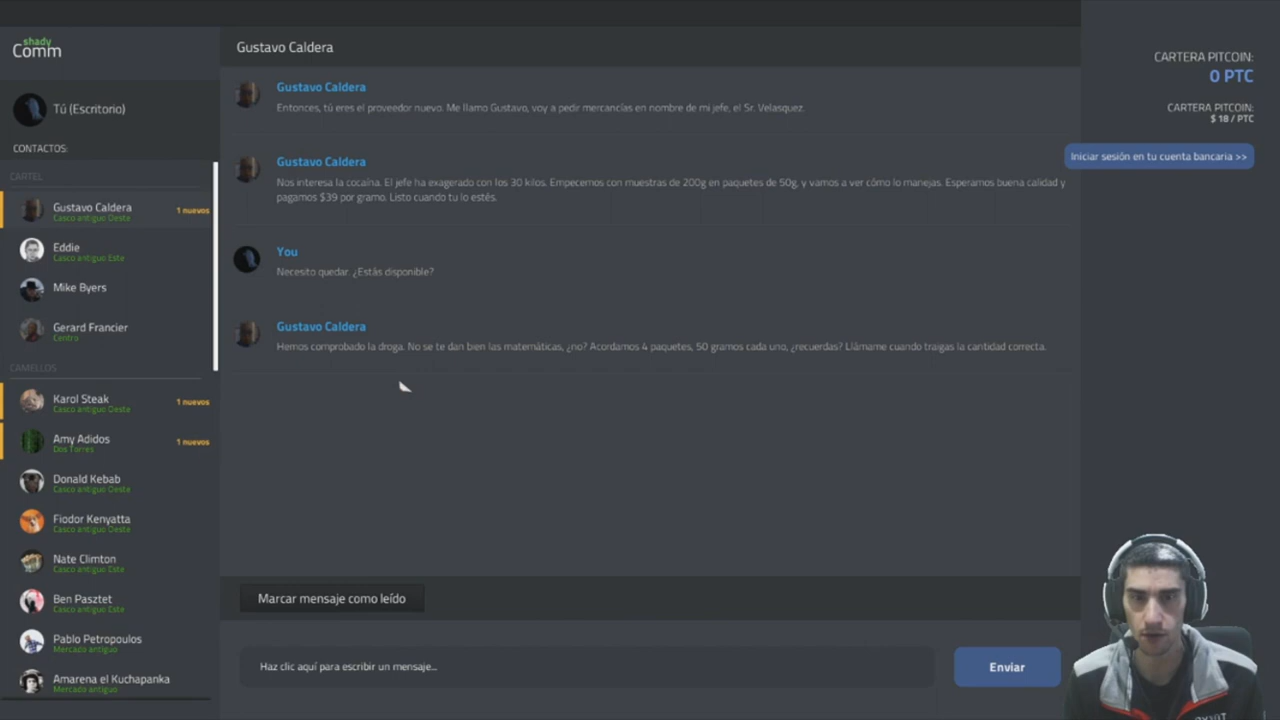 shady
Comm
Tú (Escritorio)
CONTACTOS:
CARTEL
Gustavo Caldera
Casco antiguo Oeste
1 nuevos
Eddie
Casco antiguo Este
Mike Byers
Gerard Francier
Centro
CAMELLOS
Karol Steak
Casco antiguo Oeste
1 nuevos
Amy Adidos
Dos Torres
1 nuevos
Donald Kebab
Casco antiguo Oeste
Fiodor Kenyatta
Casco antiguo Oeste
Nate Climton
Casco antiguo Este
Ben Pasztet
Casco antiguo Este
Pablo Petropoulos
Mercado antiguo
Amarena el Kuchapanka
Mercado antiguo
Gustavo Caldera
Gustavo Caldera
Entonces, tú eres el proveedor nuevo. Me llamo Gustavo, voy a pedir mercancías en nombre de mi jefe, el Sr. Velasquez.
Gustavo Caldera
Nos interesa la cocaína. El jefe ha exagerado con los 30 kilos. Empecemos con muestras de 200g en paquetes de 50g, y vamos a ver cómo lo manejas. Esperamos buena calidad y
pagamos $39 por gramo. Listo cuando tu lo estés.
You
Necesito quedar. ¿Estás disponible?
Gustavo Caldera
Hemos comprobado la droga. No se te dan bien las matemáticas, ¿no? Acordamos 4 paquetes, 50 gramos cada uno, ¿recuerdas? Llámame cuando traigas la cantidad correcta.
Marcar mensaje como leído
Haz clic aquí para escribir un mensaje...
Enviar
CARTERA PITCOIN:
0 PTC
CARTERA PITCOIN:
$ 18 / PTC
Iniciar sesión en tu cuenta bancaria >>